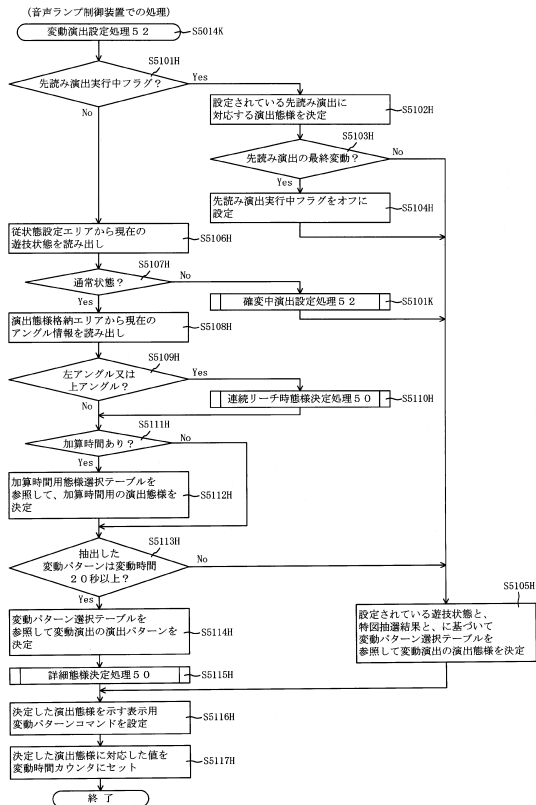 (音声ランプ制御装置での処理)
変動演出設定処理52
S5014K
S5101H
先読み演出実行中フラグ?
Yes
No
設定されている先読み演出に
対応する演出態様を決定
S5102H
S5103H
先読み演出の最終変動?
No
Yes
先読み演出実行中フラグをオフに
設定
S5104H
従状態設定エリアから現在の
遊技状態を読み出し
S5106H
S5107H
通常状態?
No
Yes
確変中演出設定処理52
S5101K
演出態様格納エリアから現在の
アングル情報を読み出し
S5108H
S5109H
左アングル又は
上アングル?
Yes
No
連続リーチ時態様決定処理50
S5110H
S5111H
加算時間あり?
No
Yes
加算時間用態様選択テーブルを
参照して、加算時間用の演出態様を
決定
S5112H
S5113H
抽出した
変動パターンは変動時間
20秒以上?
No
Yes
S5105H
設定されている遊技状態と、
特図抽選結果と、に基づいて
変動パターン選択テーブルを
参照して変動演出の演出態様を決定
変動パターン選択テーブルを
参照して変動演出の演出パターンを
決定
S5114H
詳細態様決定処理50
S5115H
決定した演出態様を示す表示用
変動パターンコマンドを設定
S5116H
決定した演出態様に対応した値を
変動時間カウンタにセット
S5117H
終了